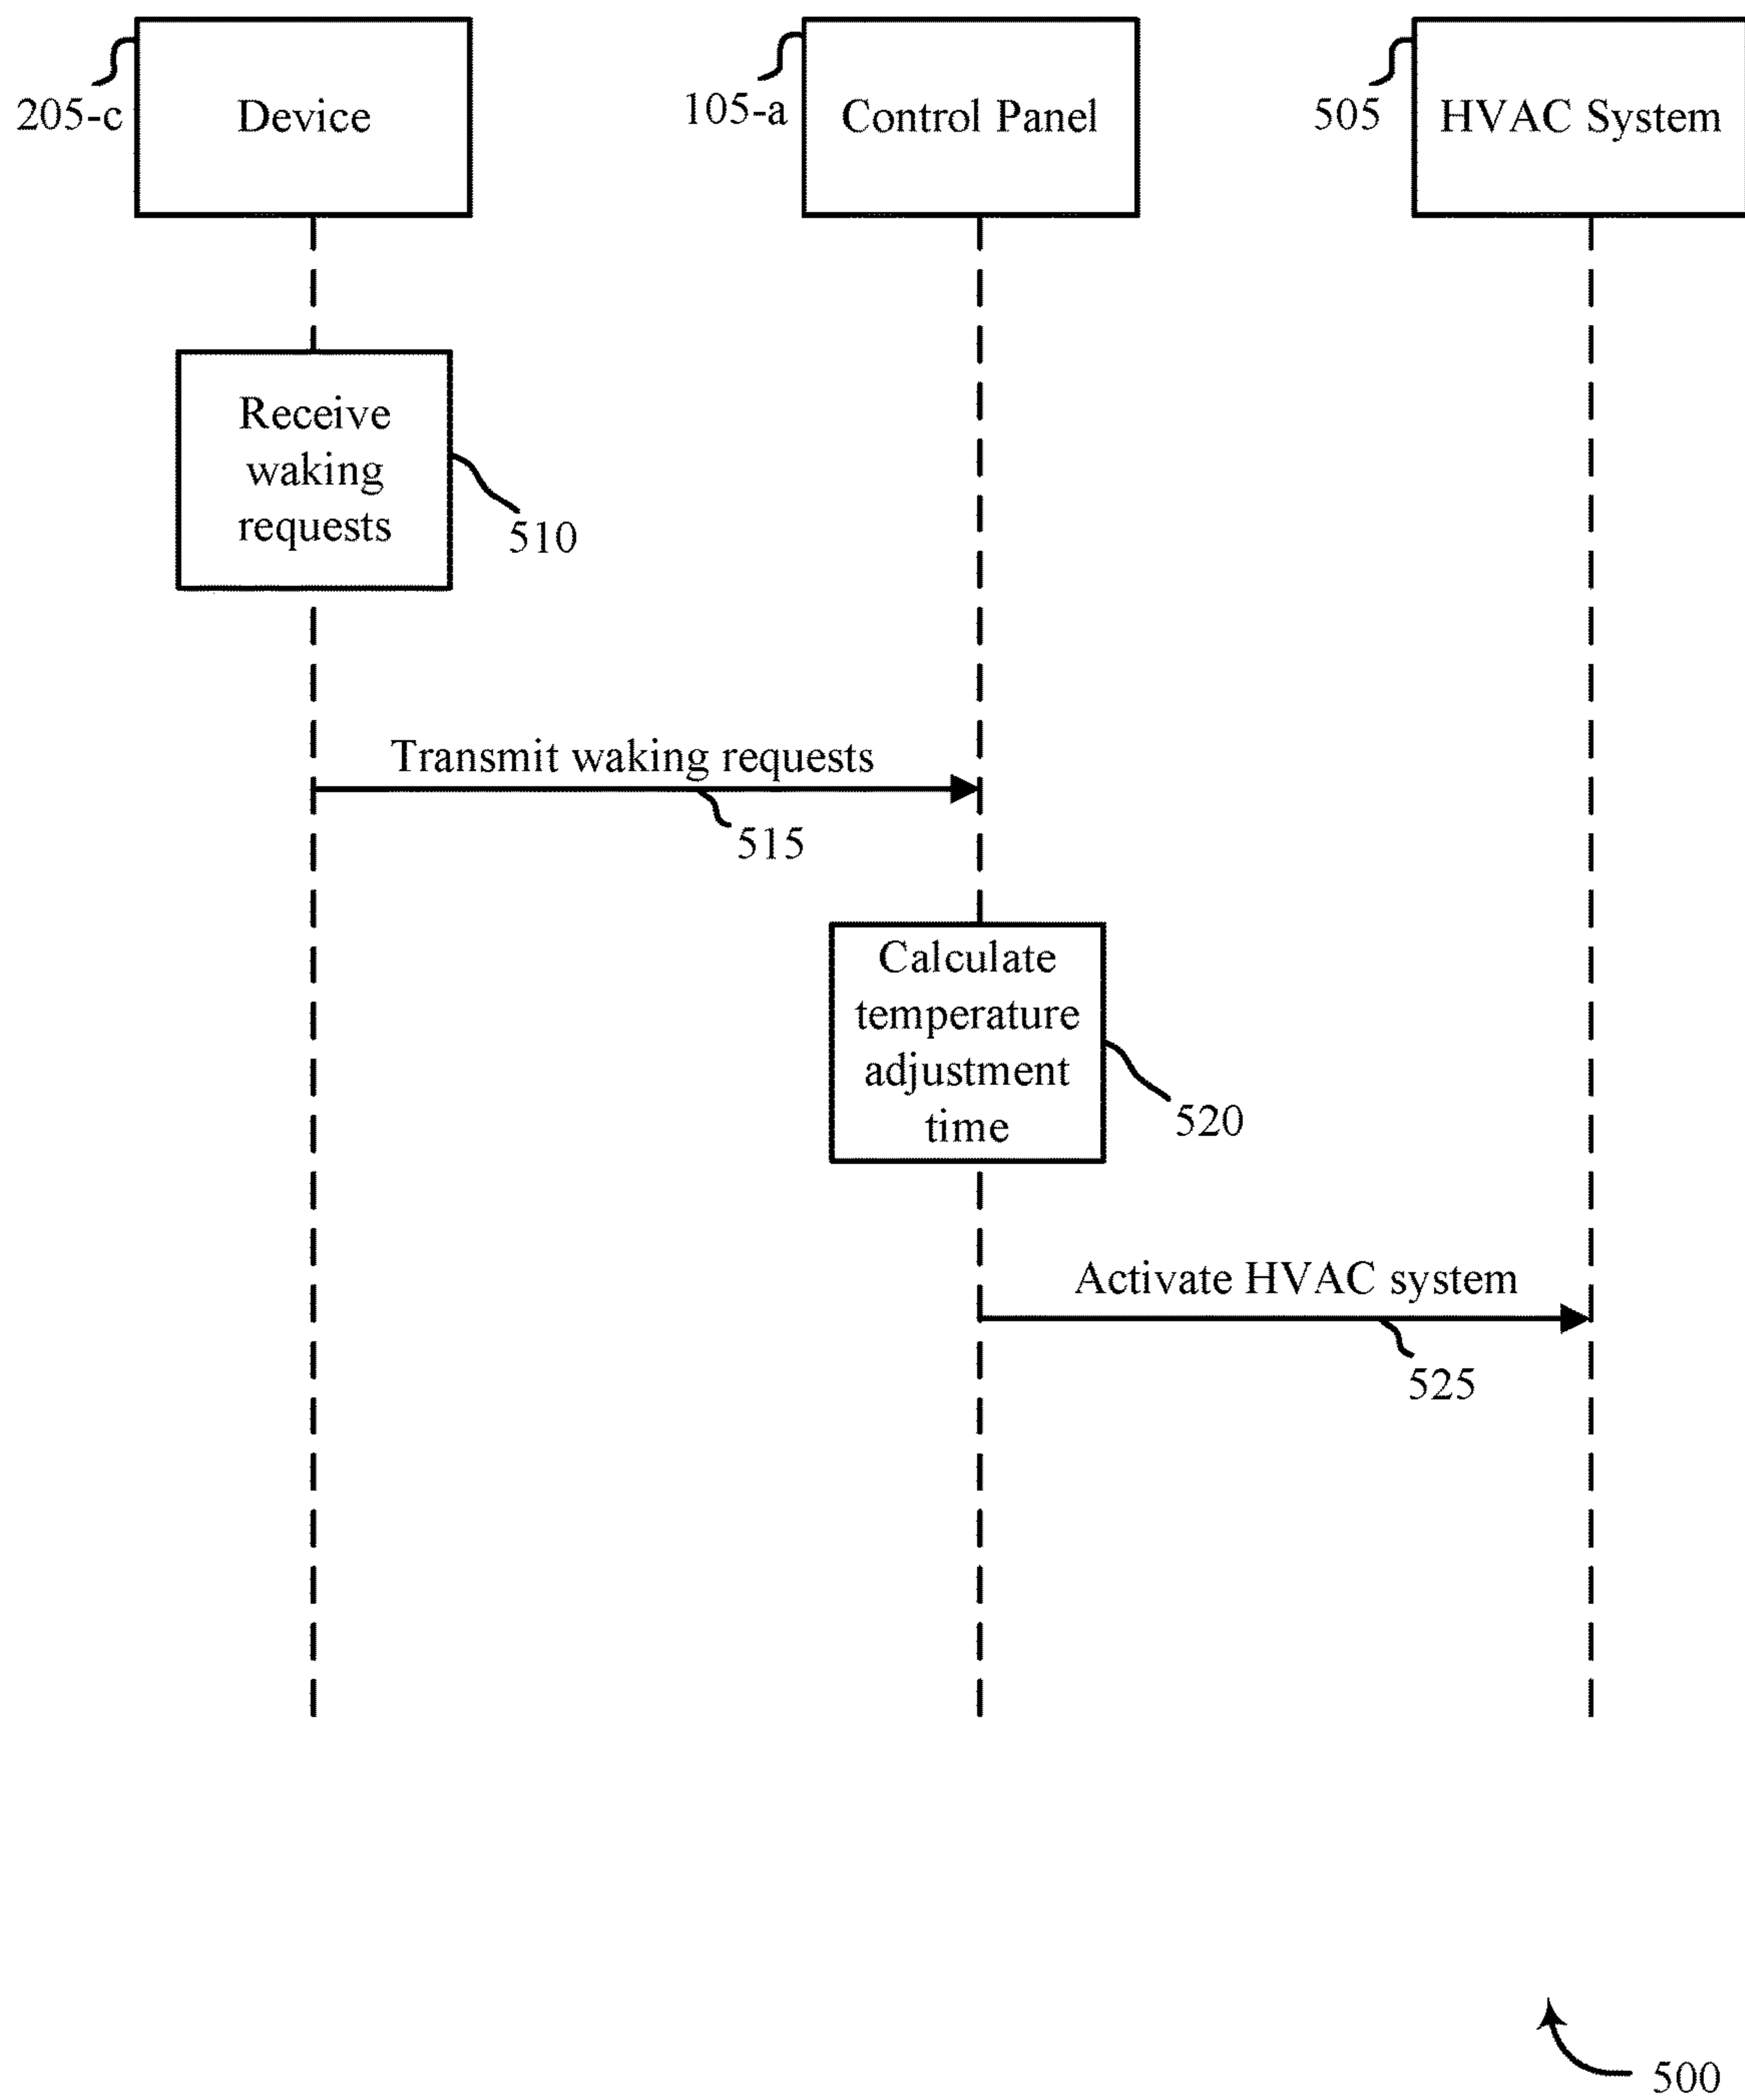 205-c
Device
105-a
Control Panel
505
HVAC System
Receive
waking
requests
510
Transmit waking requests
515
Calculate
temperature
adjustment
time
520
Activate HVAC system
525
500